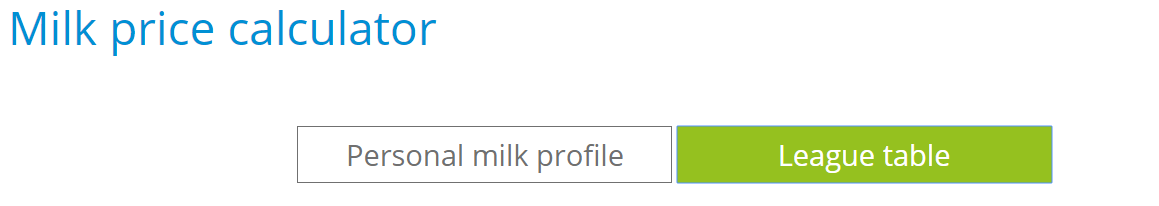 Milk price calculator
Personal milk profile
League table